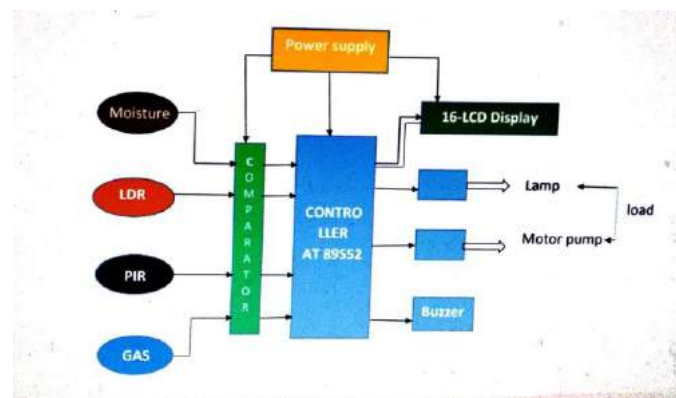 Power supply
Moisture
16-LCD Display
LDR
C
O
M
P
A
R
A
T
O
R
CONTRO
LLER
AT 89S52
Lamp
load
Motor pump
PIR
Buzzer
GAS